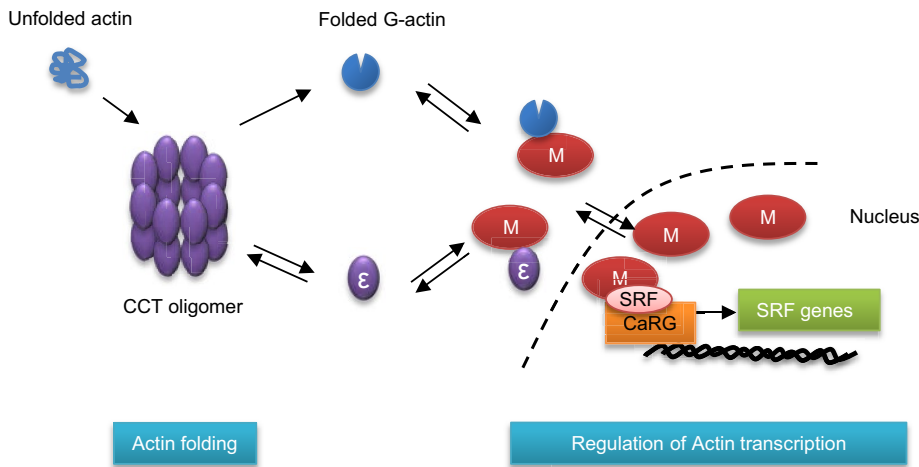 Unfolded actin
Folded G-actin
M
M
M
M
Nucleus
ε
ε
M
SRF
CaRG
SRF genes
CCT oligomer
Actin folding
Regulation of Actin transcription